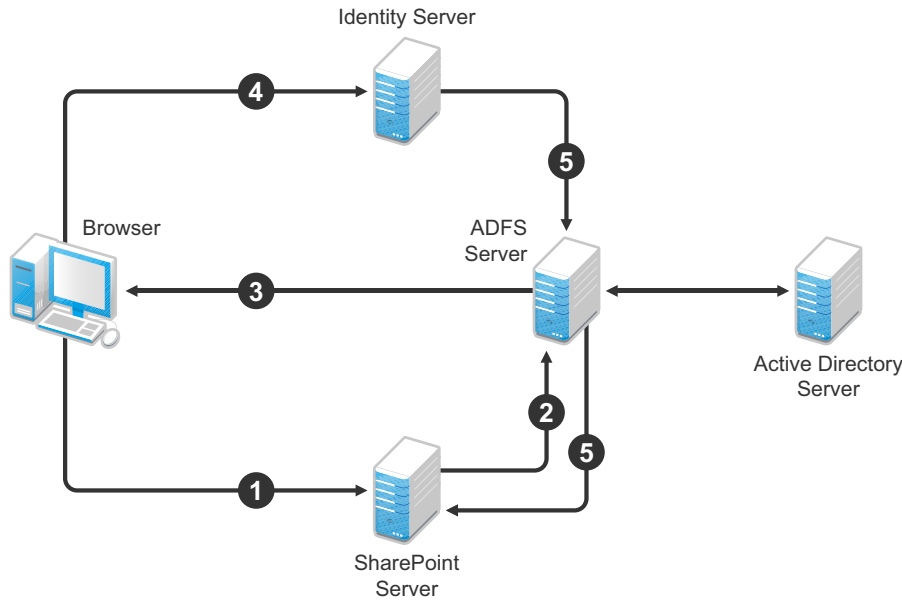 Identity Server
4
5
Browser
ADFS
Server
3
Active Directory
Server
2
5
1
SharePoint
Server